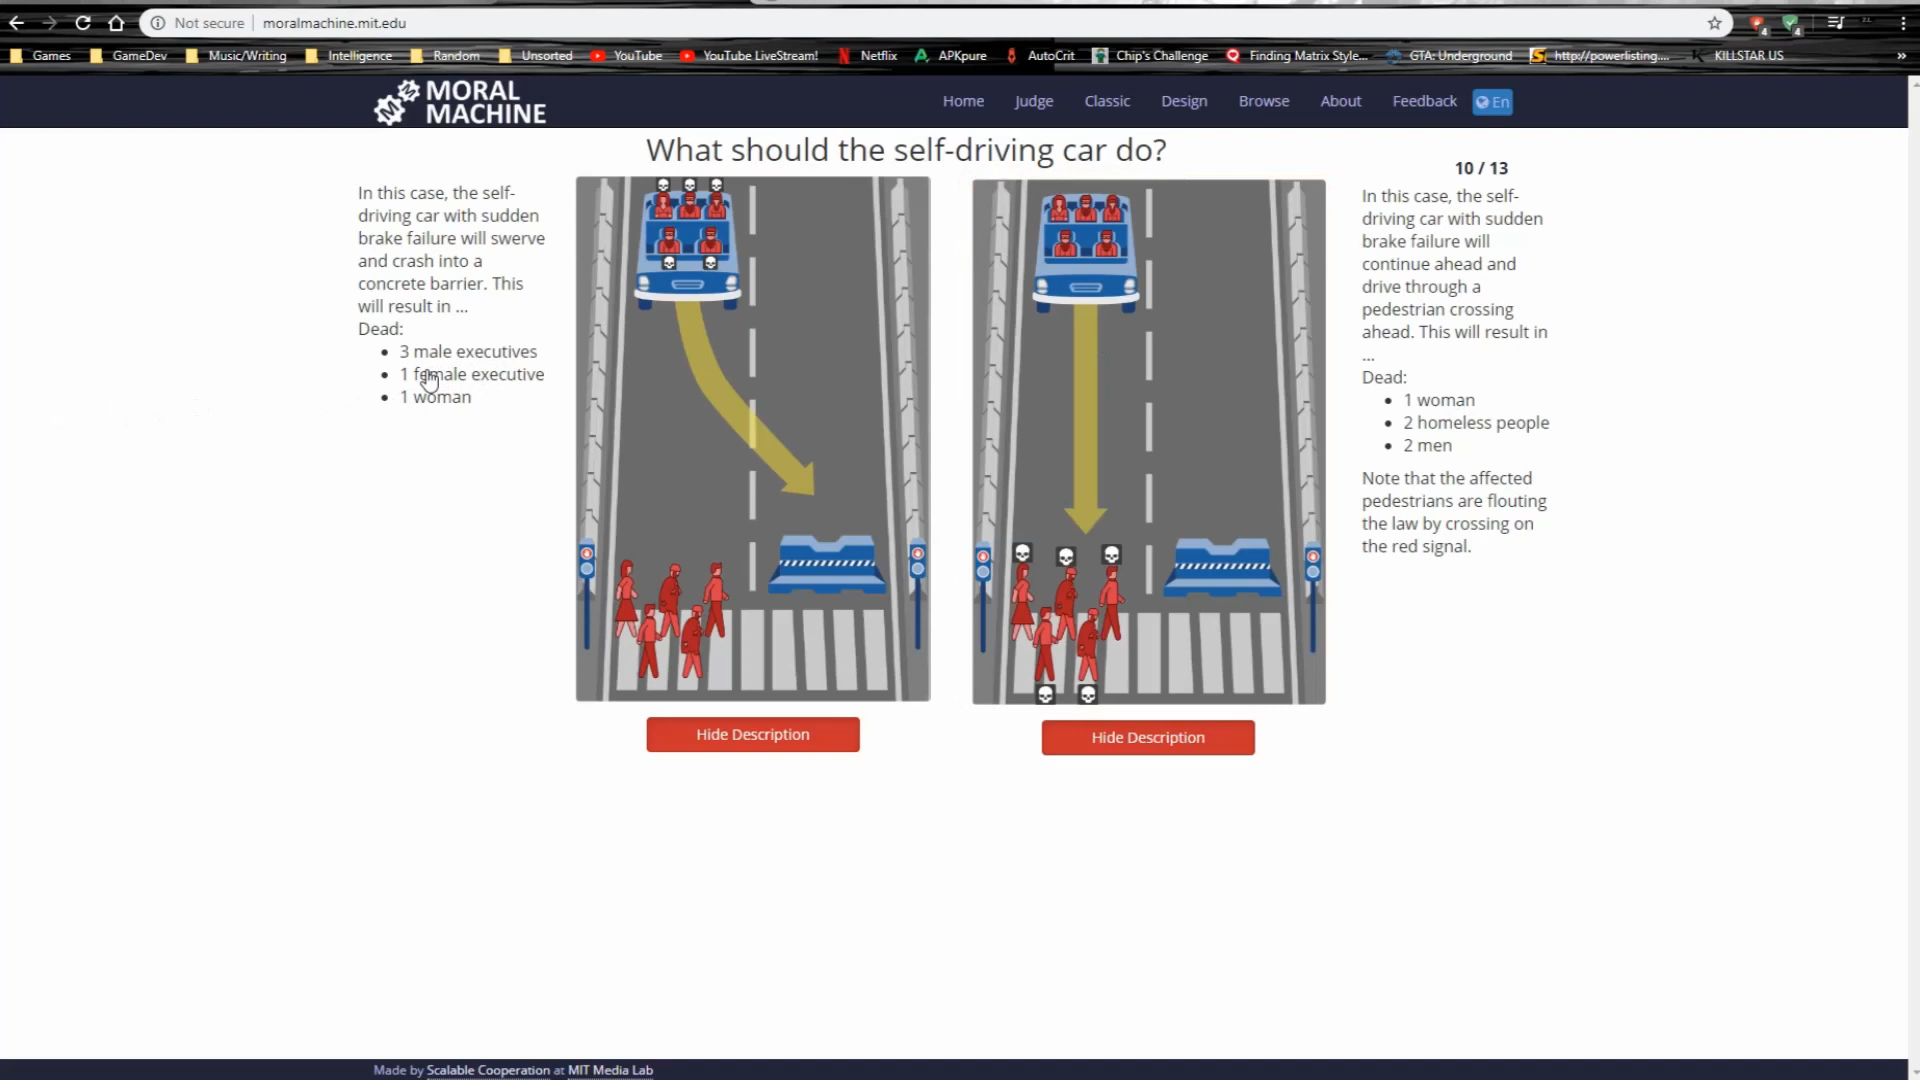 Not secure moralmachine.mit.edu
4 4
Games GameDev Music/Writing Intelligence Random Unsorted YouTube YouTube LiveStream! Netflix APKpure AutoCrit Chip's Challenge Finding Matrix Style... GTA: Underground http://powerlisting.... KILLSTAR US »
MORAL
MACHINE
Home Judge Classic Design Browse About Feedback En
What should the self-driving car do?
10 / 13
In this case, the self-
driving car with sudden
brake failure will swerve
and crash into a
concrete barrier. This
will result in ...
Dead:
3 male executives
1 female executive
1 woman
In this case, the self-
driving car with sudden
brake failure will
continue ahead and
drive through a
pedestrian crossing
ahead. This will result in
...
Dead:
1 woman
2 homeless people
2 men
Note that the affected
pedestrians are flouting
the law by crossing on
the red signal.
Hide Description
Hide Description
Made by Scalable Cooperation at MIT Media Lab